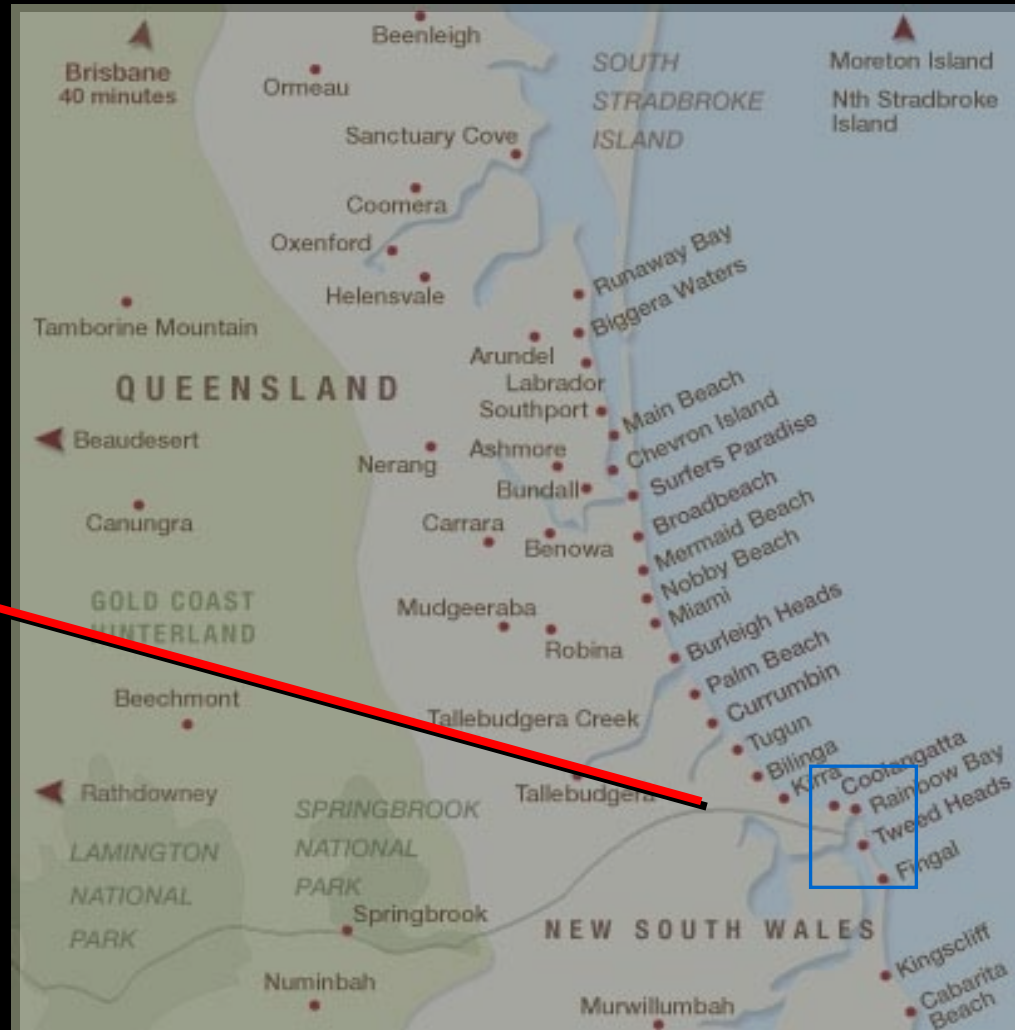 Beenleigh
Brisbane
40 minutes
Ormeau
SOUTH
STRADBROKE
ISLAND
Moreton Island
Nth Stradbroke
Island
Sanctuary Cove
Coomera
Oxenford
Helensvale
Runaway Bay
Biggera Waters
Tamborine Mountain
Arundel
Labrador
QUEENSLAND
Southport
Main Beach
Chevron Island
Surfers Paradise
Beaudesert
Nerang
Ashmore
Bundall
Broadbeach
Canungra
Carrara
Benowa
Mermaid Beach
Nobby Beach
Miami
GOLD COAST
HINTERLAND
Mudgeeraba
Robina
Burleigh Heads
Palm Beach
Beechmont
Currumbin
Tallebudgera Creek
Tugun
Bilinga
Kirra
Coolangatta
Rainbow Bay
Tweed Heads
Fingal
Rathdowney
Tallebudgera
SPRINGBROOK
NATIONAL
PARK
LAMINGTON
NATIONAL
PARK
Springbrook
NEW SOUTH WALES
Kingscliff
Numinbah
Murwillumbah
Cabarita
Beach